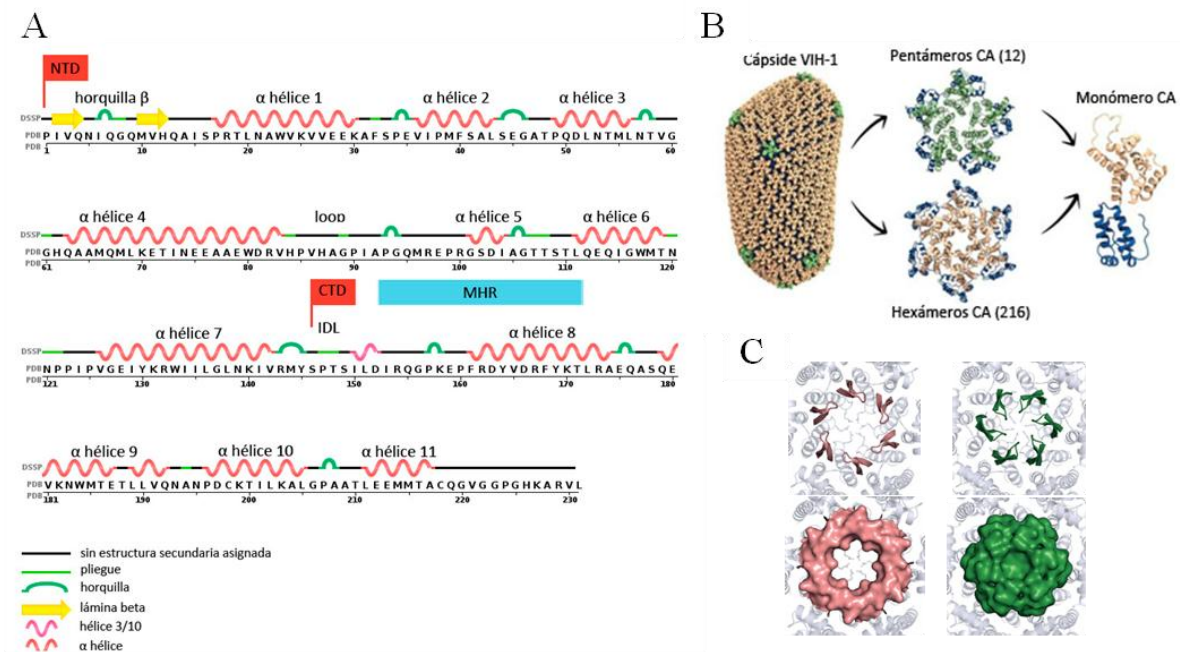 A
NTD
horquilla β
α hélice 1
α hélice 2
α hélice 3
DSSP
PDB P I V Q N I Q G Q M V H Q A I S P R T L N A W V K V V E E K A F S P E V I P M F S A L S E G A T P Q D L N T M L N T V G
PDB
1 10 20 30 40 50 60
α hélice 4
loop
α hélice 5
α hélice 6
DSSP
PDB G H Q A A M Q M L K E T I N E E A A E W D R V H P V H A G P I A P G Q M R E P R G S D I A G T T S T L Q E Q I G W M T N
PDB
61 70 80 90 100 110 120
CTD
MHR
α hélice 7
IDL
α hélice 8
DSSP
PDB N P P I P V G E I Y K R W I I L G L N K I V R M Y S P T S I L D I R Q G P K E P F R D Y V D R F Y K T L R A E Q A S Q E
PDB
121 130 140 150 160 170 180
α hélice 9
α hélice 10
α hélice 11
DSSP
PDB V K N W M T E T L L V Q N A N P D C K T I L K A L G P A A T L E E M M T A C Q G V G G P G H K A R V L
PDB
181 190 200 210 220 230
sin estructura secundaria asignada
pliegue
horquilla
lámina beta
hélice 3/10
α hélice
B
Cápside VIH-1
Pentámeros CA (12)
Monómero CA
Hexámeros CA (216)
C